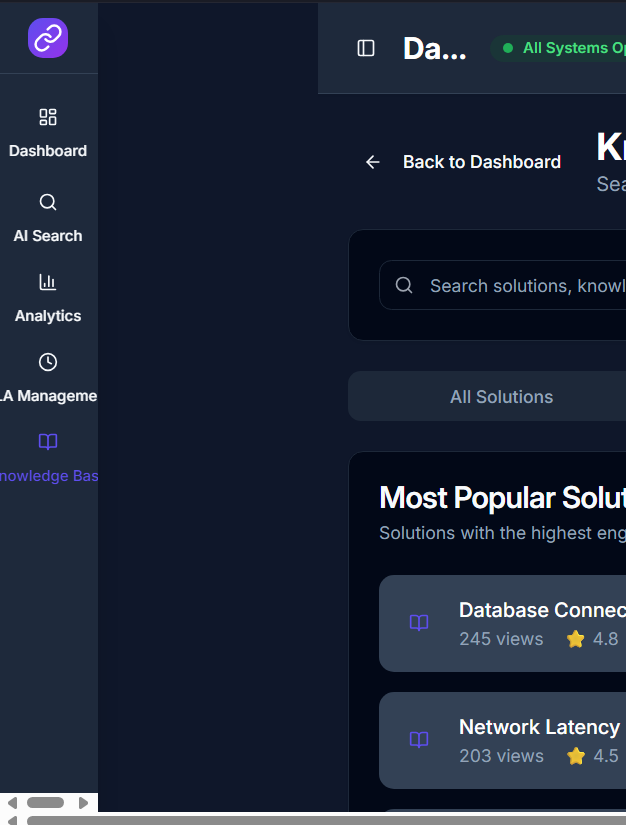 Dashboard
AI Search
Analytics
LA Manageme
nowledge Bas
Da...
All Systems Op
Back to Dashboard
Kn
Sea
Search solutions, knowl
All Solutions
Most Popular Solut
Solutions with the highest eng
Database Connec
245 views ⭐ 4.8
Network Latency
203 views ⭐ 4.5